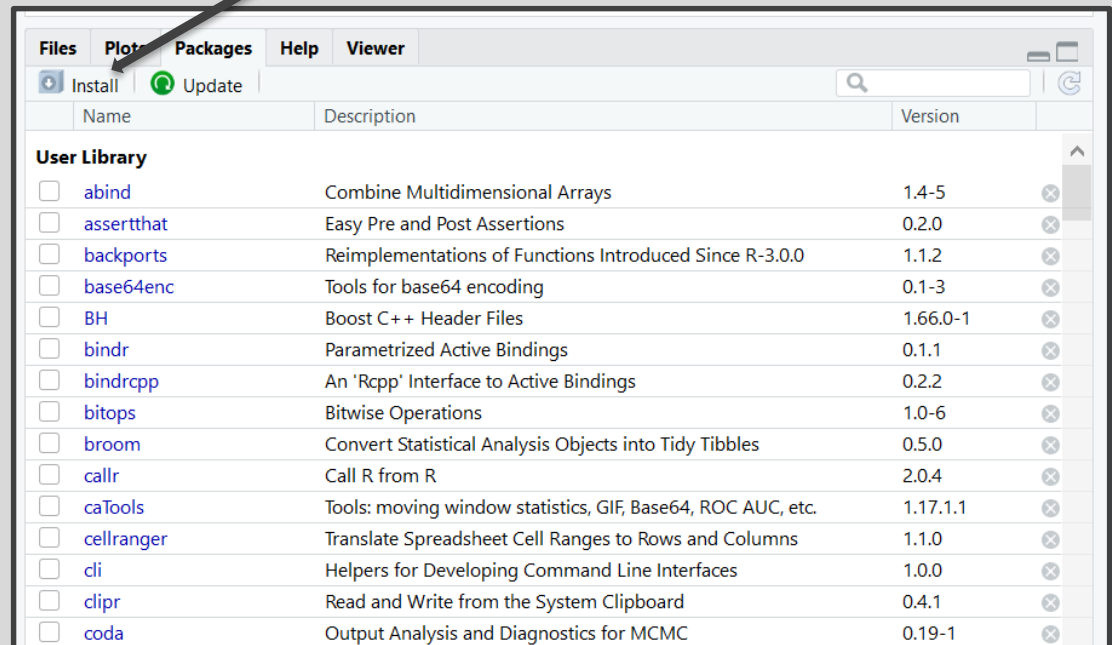 Files Plots Packages Help Viewer
Install Update
Name Description Version
User Library
abind Combine Multidimensional Arrays 1.4-5
assertthat Easy Pre and Post Assertions 0.2.0
backports Reimplementations of Functions Introduced Since R-3.0.0 1.1.2
base64enc Tools for base64 encoding 0.1-3
BH Boost C++ Header Files 1.66.0-1
bindr Parametrized Active Bindings 0.1.1
bindrcpp An 'Rcpp' Interface to Active Bindings 0.2.2
bitops Bitwise Operations 1.0-6
broom Convert Statistical Analysis Objects into Tidy Tibbles 0.5.0
callr Call R from R 2.0.4
caTools Tools: moving window statistics, GIF, Base64, ROC AUC, etc. 1.17.1.1
cellranger Translate Spreadsheet Cell Ranges to Rows and Columns 1.1.0
cli Helpers for Developing Command Line Interfaces 1.0.0
clipr Read and Write from the System Clipboard 0.4.1
coda Output Analysis and Diagnostics for MCMC 0.19-1